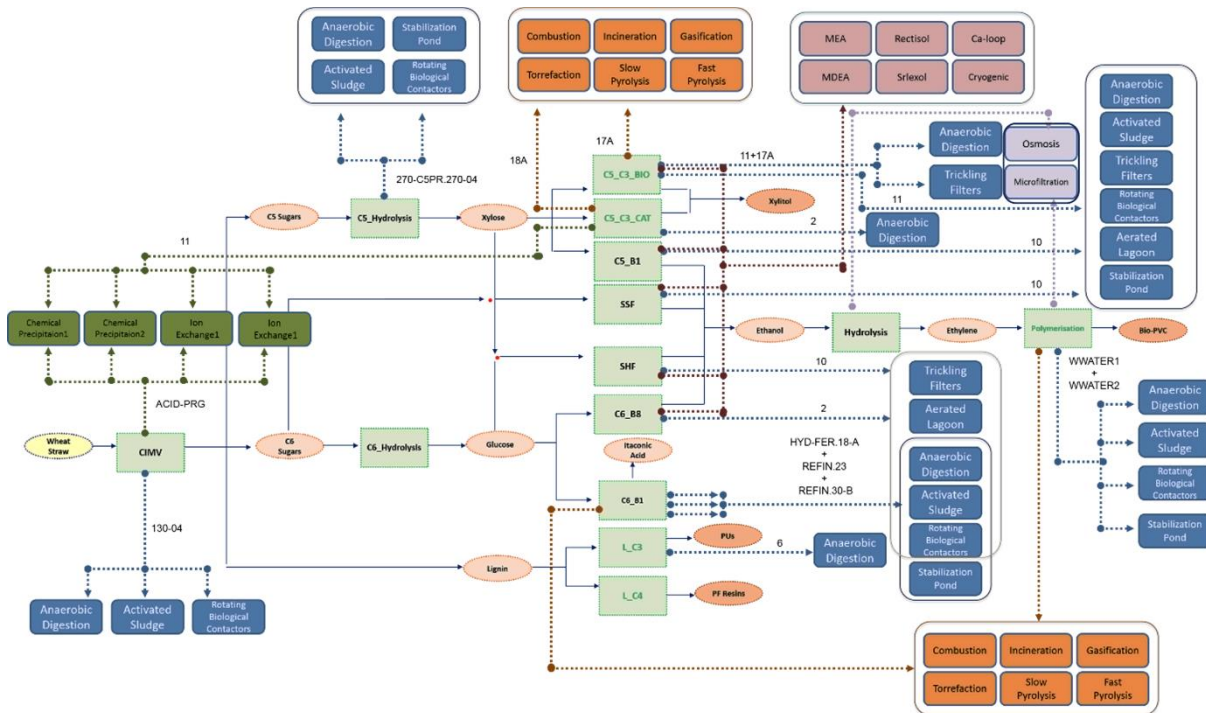 Anaerobic
Digestion
Stabilization
Pond
Activated
Sludge
Rotating
Biological
Contactors
Combustion
Incineration
Gasification
Torrefaction
Slow
Pyrolysis
Fast
Pyrolysis
MEA
Rectisol
Ca-loop
MDEA
Srlexol
Cryogenic
Anaerobic
Digestion
Activated
Sludge
Trickling
Filters
Rotating
Biological
Contactors
Aerated
Lagoon
Stabilization
Pond
18A
17A
11+17A
Anaerobic
Digestion
Trickling
Filters
Osmosis
Microfiltration
270-C5PR.270-04
C5_C3_BIO
11
C5 Sugars
C5_Hydrolysis
Xylose
C5_C3_CAT
Xylitol
2
Anaerobic
Digestion
11
C5_B1
10
SSF
10
Chemical
Precipitaion1
Chemical
Precipitation2
Ion
Exchange1
Ion
Exchange1
Ethanol
Hydrolysis
Ethylene
Polymerisation
Bio-PVC
SHF
10
WWATER1
+
WWATER2
Trickling
Filters
Aerated
Lagoon
ACID-PRG
C6_B8
2
Wheat
Straw
CIMV
C6
Sugars
C6_Hydrolysis
Glucose
Itaconic
Acid
HYD-FER.18-A
+
REFIN.23
+
REFIN.30-B
Anaerobic
Digestion
Activated
Sludge
Rotating
Biological
Contactors
Stabilization
Pond
Anaerobic
Digestion
Activated
Sludge
Rotating
Biological
Contactors
Stabilization
Pond
C6_B1
130-04
L_C3
PUs
6
Anaerobic
Digestion
Lignin
L_C4
PF Resins
Anaerobic
Digestion
Activated
Sludge
Rotating
Biological
Contactors
Combustion
Incineration
Gasification
Torrefaction
Slow
Pyrolysis
Fast
Pyrolysis